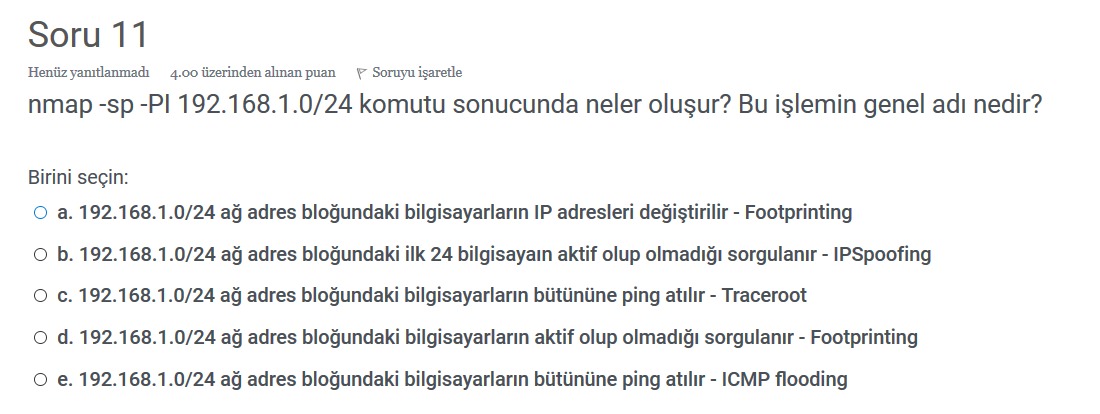 Soru 11
Henüz yanıtlanmadı 4.00 üzerinden alınan puan Soruyu işaretle
nmap -sp -PI 192.168.1.0/24 komutu sonucunda neler oluşur? Bu işlemin genel adı nedir?
Birini seçin:
a. 192.168.1.0/24 ağ adres bloğundaki bilgisayarların IP adresleri değiştirilir - Footprinting
b. 192.168.1.0/24 ağ adres bloğundaki ilk 24 bilgisayaın aktif olup olmadığı sorgulanır - IPSpoofing
c. 192.168.1.0/24 ağ adres bloğundaki bilgisayarların bütününe ping atılır - Traceroot
d. 192.168.1.0/24 ağ adres bloğundaki bilgisayarların aktif olup olmadığı sorgulanır - Footprinting
e. 192.168.1.0/24 ağ adres bloğundaki bilgisayarların bütününe ping atılır - ICMP flooding